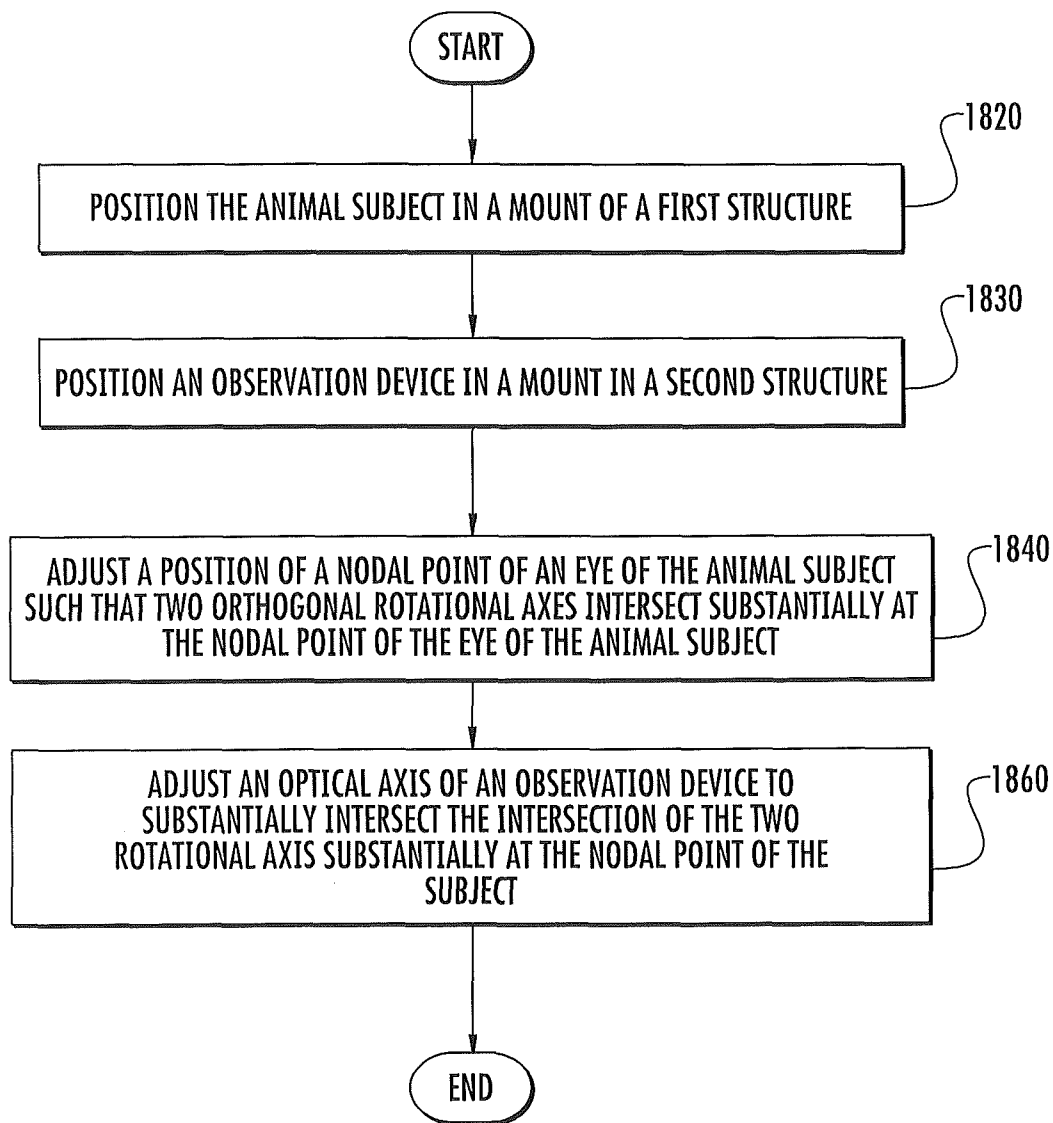 START
1820
POSITION THE ANIMAL SUBJECT IN A MOUNT OF A FIRST STRUCTURE
1830
POSITION AN OBSERVATION DEVICE IN A MOUNT IN A SECOND STRUCTURE
1840
ADJUST A POSITION OF A NODAL POINT OF AN EYE OF THE ANIMAL SUBJECT
SUCH THAT TWO ORTHOGONAL ROTATIONAL AXES INTERSECT SUBSTANTIALLY AT
THE NODAL POINT OF THE EYE OF THE ANIMAL SUBJECT
1860
ADJUST AN OPTICAL AXIS OF AN OBSERVATION DEVICE TO
SUBSTANTIALLY INTERSECT THE INTERSECTION OF THE TWO
ROTATIONAL AXIS SUBSTANTIALLY AT THE NODAL POINT OF THE
SUBJECT
END